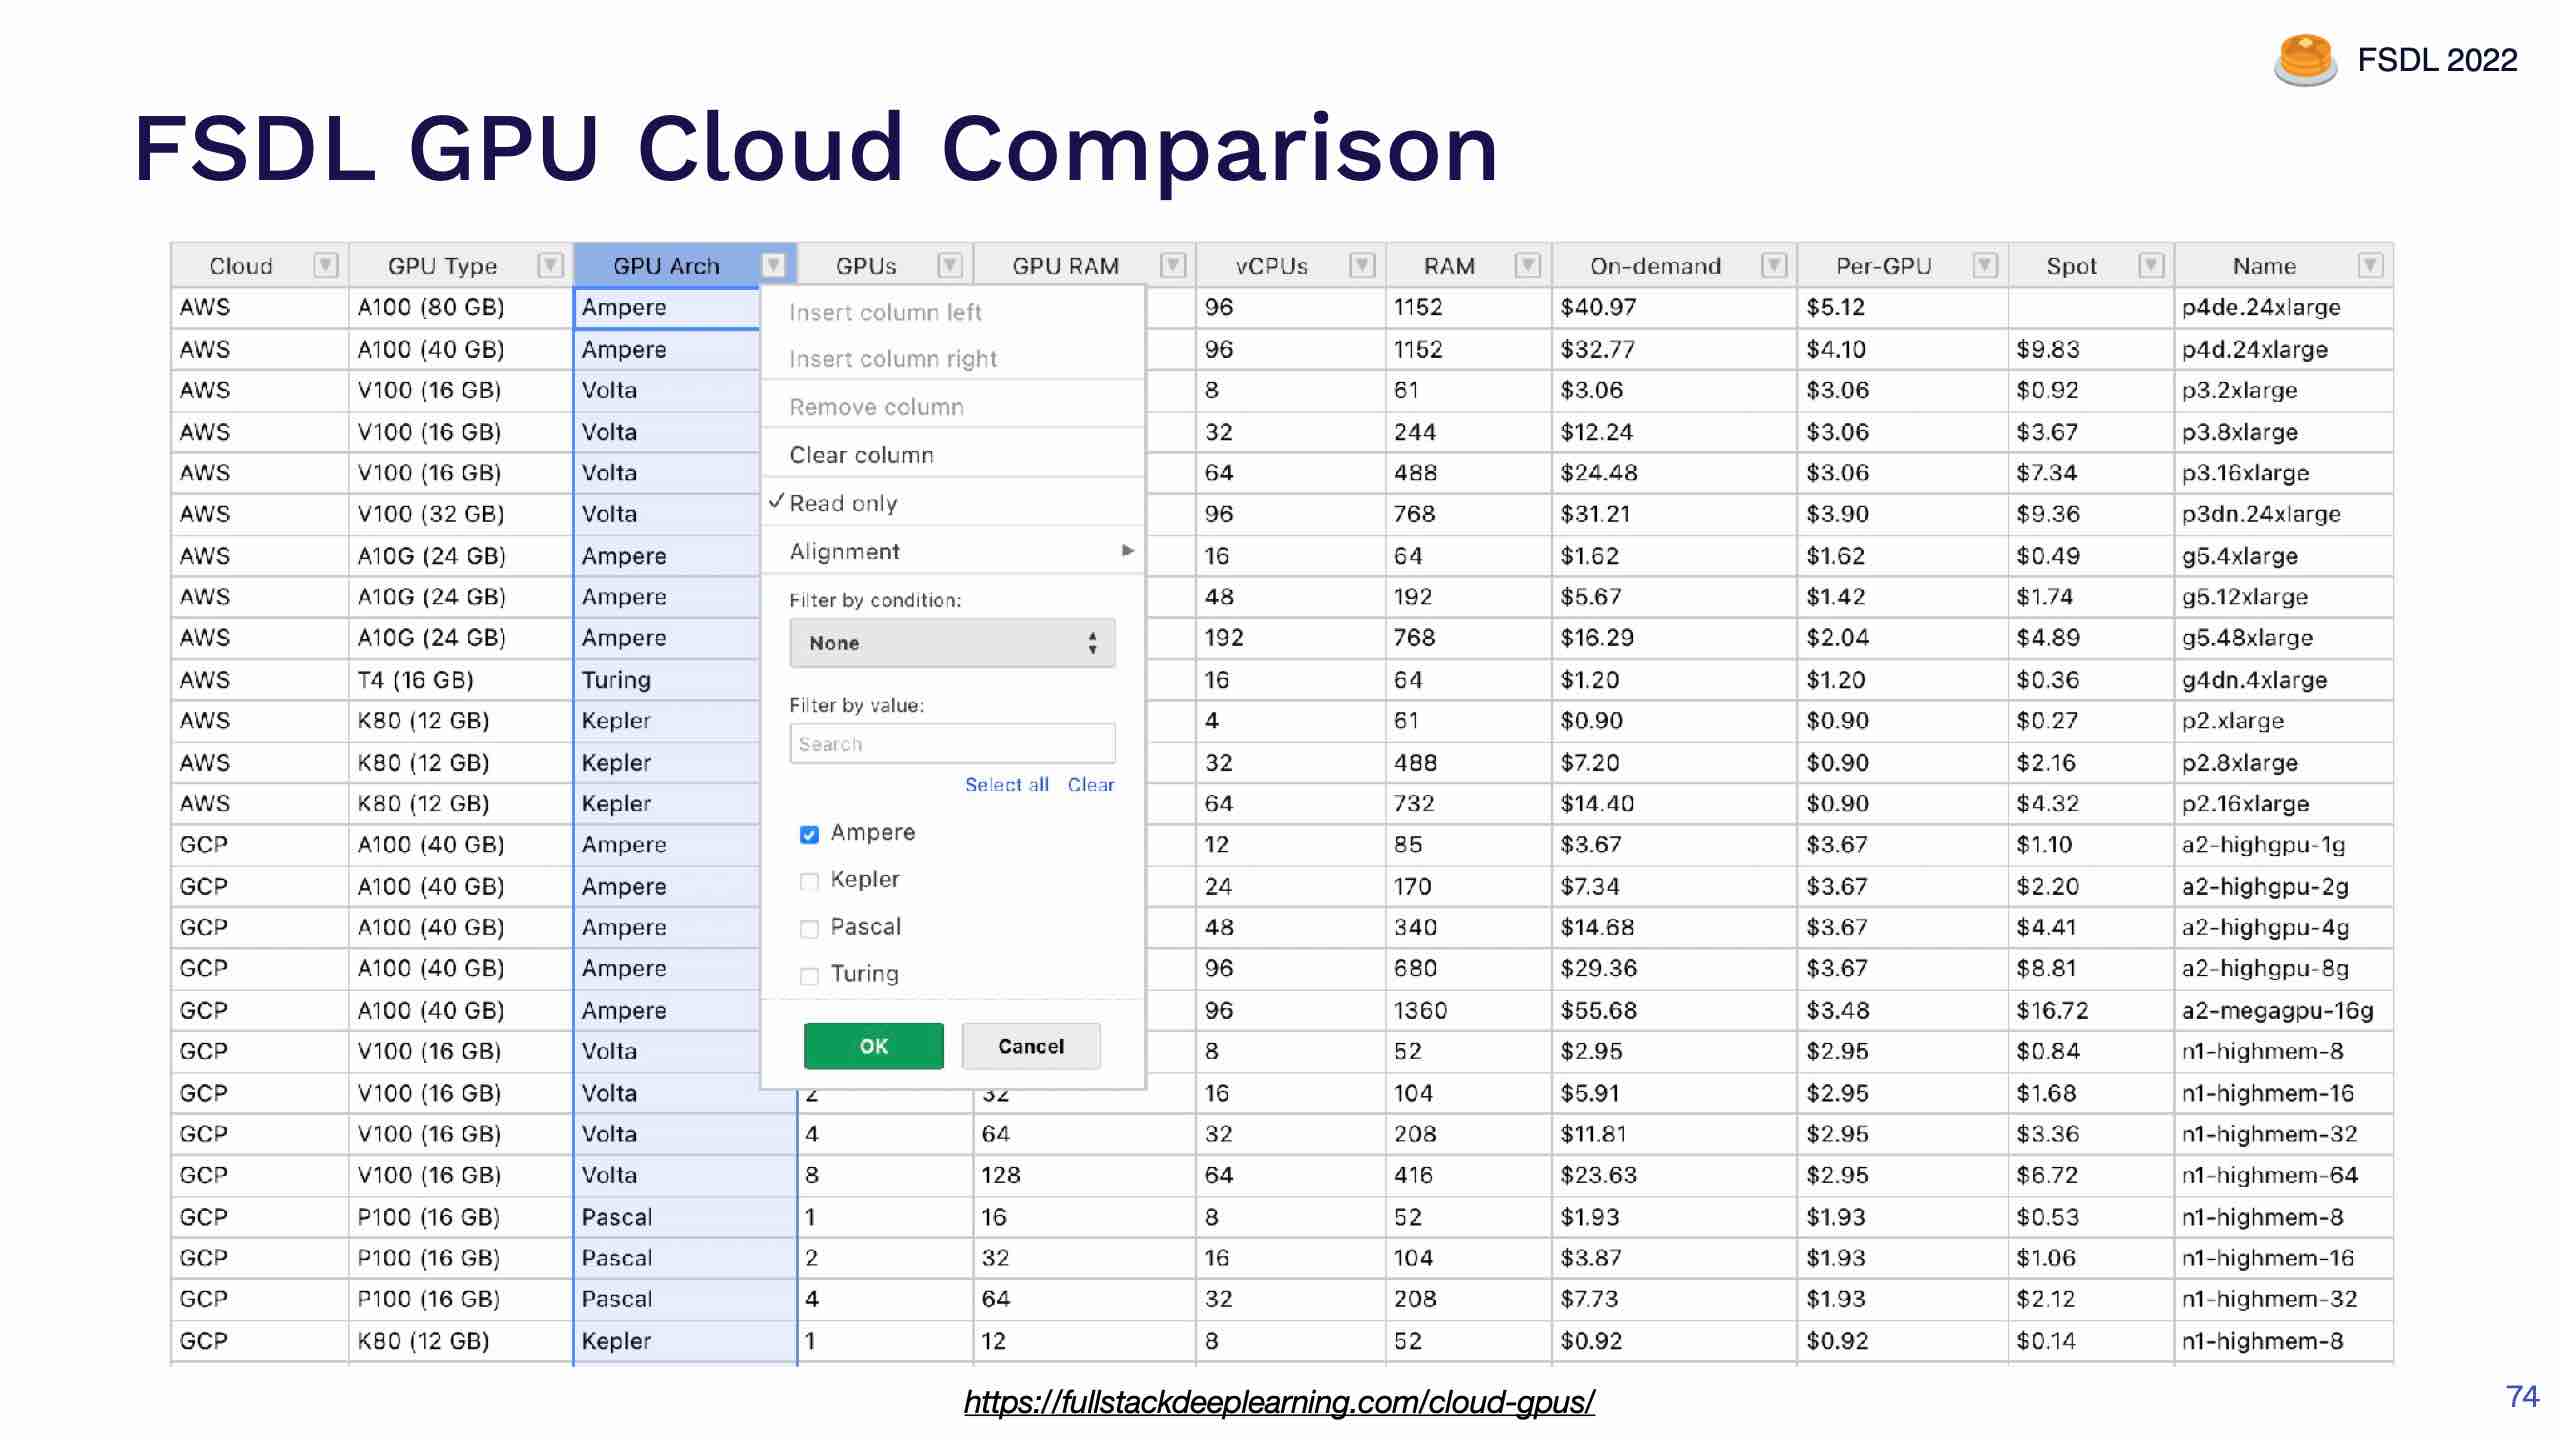 FSDL 2022
FSDL GPU Cloud Comparison
Cloud GPU Type GPU Arch GPUs GPU RAM vCPUs RAM On-demand Per-GPU Spot Name
AWS A100 (80 GB) Ampere 96 1152 $40.97 $5.12 p4de.24xlarge
AWS A100 (40 GB) Ampere 96 1152 $32.77 $4.10 $9.83 p4d.24xlarge
AWS V100 (16 GB) Volta 8 61 $3.06 $3.06 $0.92 p3.2xlarge
AWS V100 (16 GB) Volta 32 244 $12.24 $3.06 $3.67 p3.8xlarge
AWS V100 (16 GB) Volta 64 488 $24.48 $3.06 $7.34 p3.16xlarge
AWS V100 (32 GB) Volta 96 768 $31.21 $3.90 $9.36 p3dn.24xlarge
AWS A10G (24 GB) Ampere 16 64 $1.62 $1.62 $0.49 g5.4xlarge
AWS A10G (24 GB) Ampere 48 192 $5.67 $1.42 $1.74 g5.12xlarge
AWS A10G (24 GB) Ampere 192 768 $16.29 $2.04 $4.89 g5.48xlarge
AWS T4 (16 GB) Turing 16 64 $1.20 $1.20 $0.36 g4dn.4xlarge
AWS K80 (12 GB) Kepler 4 61 $0.90 $0.90 $0.27 p2.xlarge
AWS K80 (12 GB) Kepler 32 488 $7.20 $0.90 $2.16 p2.8xlarge
AWS K80 (12 GB) Kepler 64 732 $14.40 $0.90 $4.32 p2.16xlarge
GCP A100 (40 GB) Ampere 12 85 $3.67 $3.67 $1.10 a2-highgpu-1g
GCP A100 (40 GB) Ampere 24 170 $7.34 $3.67 $2.20 a2-highgpu-2g
GCP A100 (40 GB) Ampere 48 340 $14.68 $3.67 $4.41 a2-highgpu-4g
GCP A100 (40 GB) Ampere 96 680 $29.36 $3.67 $8.81 a2-highgpu-8g
GCP A100 (40 GB) Ampere 96 1360 $55.68 $3.48 $16.72 a2-megagpu-16g
GCP V100 (16 GB) Volta 8 52 $2.95 $2.95 $0.84 n1-highmem-8
GCP V100 (16 GB) Volta 2 32 16 104 $5.91 $2.95 $1.68 n1-highmem-16
GCP V100 (16 GB) Volta 4 64 32 208 $11.81 $2.95 $3.36 n1-highmem-32
GCP V100 (16 GB) Volta 8 128 64 416 $23.63 $2.95 $6.72 n1-highmem-64
GCP P100 (16 GB) Pascal 1 16 8 52 $1.93 $1.93 $0.53 n1-highmem-8
GCP P100 (16 GB) Pascal 2 32 16 104 $3.87 $1.93 $1.06 n1-highmem-16
GCP P100 (16 GB) Pascal 4 64 32 208 $7.73 $1.93 $2.12 n1-highmem-32
GCP K80 (12 GB) Kepler 1 12 8 52 $0.92 $0.92 $0.14 n1-highmem-8
Insert column left
Insert column right
Remove column
Clear column
✓ Read only
Alignment
Filter by condition:
None
Filter by value:
Search
Select all Clear
Ampere
Kepler
Pascal
Turing
OK Cancel
https://fullstackdeeplearning.com/cloud-gpus/
74